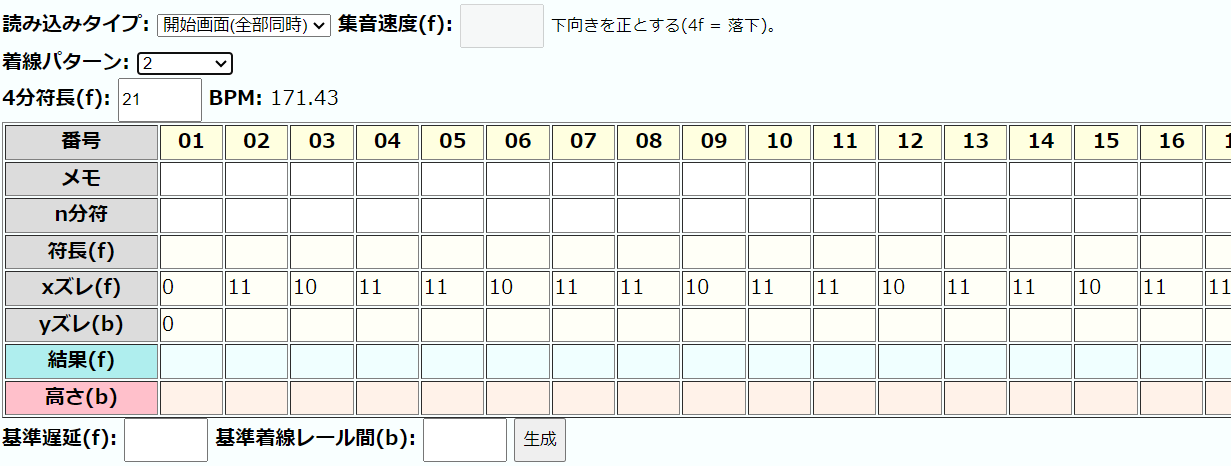 読み込みタイプ: 開始画面(全部同時) 集音速度(f): 下向きを正とする(4f = 落下)。
着線パターン: 2
4分符長(f): 21 BPM: 171.43
番号 01 02 03 04 05 06 07 08 09 10 11 12 13 14 15 16 1
メモ
n分符
符長(f)
xズレ(f) 0 11 10 11 11 10 11 11 10 11 11 10 11 11 10 11 11
yズレ(b) 0
結果(f)
高さ(b)
基準遅延(f): 基準着線レール間(b): 生成